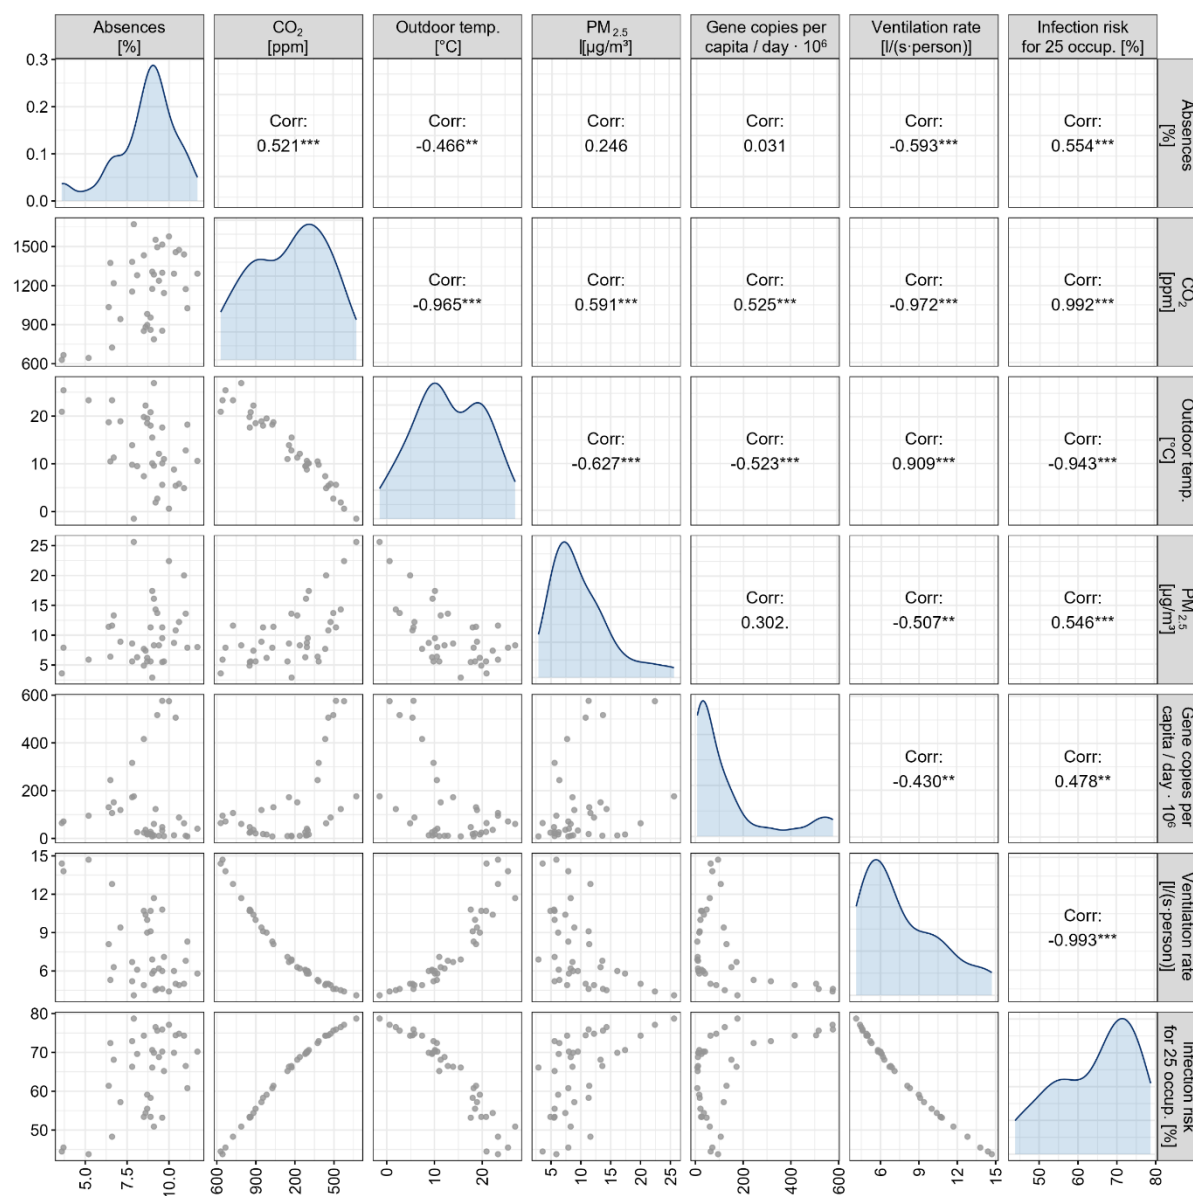 Absences
[%]
CO₂
[ppm]
Outdoor temp.
[°C]
PM₂.₅
l[µg/m³]
Gene copies per
capita / day · 10⁶
Ventilation rate
[l/(s·person)]
Infection risk
for 25 occup. [%]
0.3
0.2
0.1
0.0
Corr:
0.521***
Corr:
-0.466**
Corr:
0.246
Corr:
0.031
Corr:
-0.593***
Corr:
0.554***
Absences
[%]
1500
1200
900
600
Corr:
-0.965***
Corr:
0.591***
Corr:
0.525***
Corr:
-0.972***
Corr:
0.992***
CO₂
[ppm]
20
10
0
Corr:
-0.627***
Corr:
-0.523***
Corr:
0.909***
Corr:
-0.943***
Outdoor temp.
[°C]
25
20
15
10
5
Corr:
0.302.
Corr:
-0.507**
Corr:
0.546***
PM₂.₅
[µg/m³]
600
400
200
0
Corr:
-0.430**
Corr:
0.478**
Gene copies per
capita / day · 10⁶
15
12
9
6
Corr:
-0.993***
Ventilation rate
[l/(s·person)]
80
70
60
50
Infection risk
for 25 occup. [%]
5.0
7.5
10.0
600
900
200
500
0
10
20
5
10
15
20
25
0
200
400
600
6
9
12
15
50
60
70
80